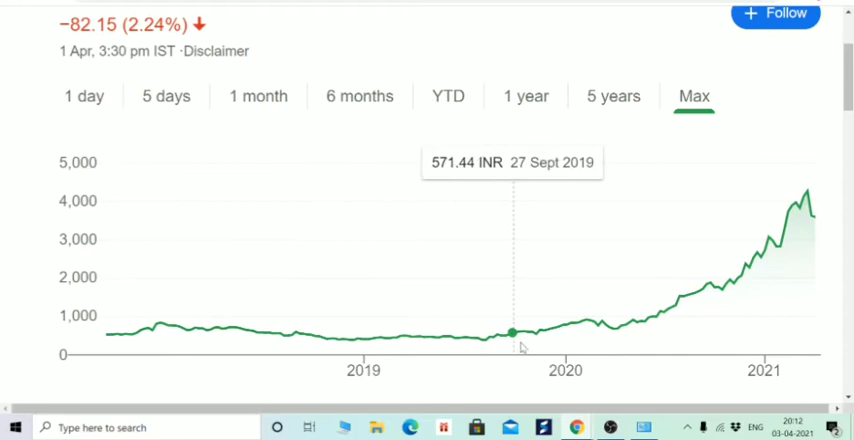 −82.15 (2.24%)
+ Follow
1 Apr, 3:30 pm IST ·Disclaimer
1 day 5 days 1 month 6 months YTD 1 year 5 years Max
571.44 INR 27 Sept 2019
5,000
4,000
3,000
2,000
1,000
0
2019 2020 2021
Type here to search
ENG
20:12
03-04-2021
2